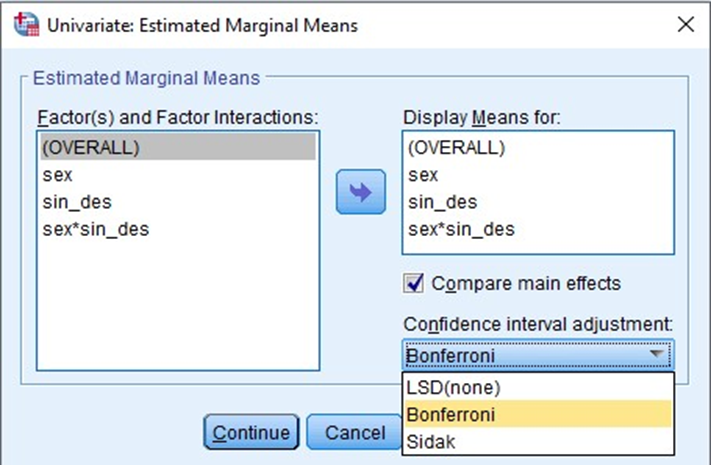 Univariate: Estimated Marginal Means
Estimated Marginal Means
Factor(s) and Factor Interactions:
(OVERALL)
sex
sin_des
sex*sin_des
Display Means for:
(OVERALL)
sex
sin_des
sex*sin_des
Compare main effects
Confidence interval adjustment:
Bonferroni
LSD(none)
Bonferroni
Sidak
Continue
Cancel